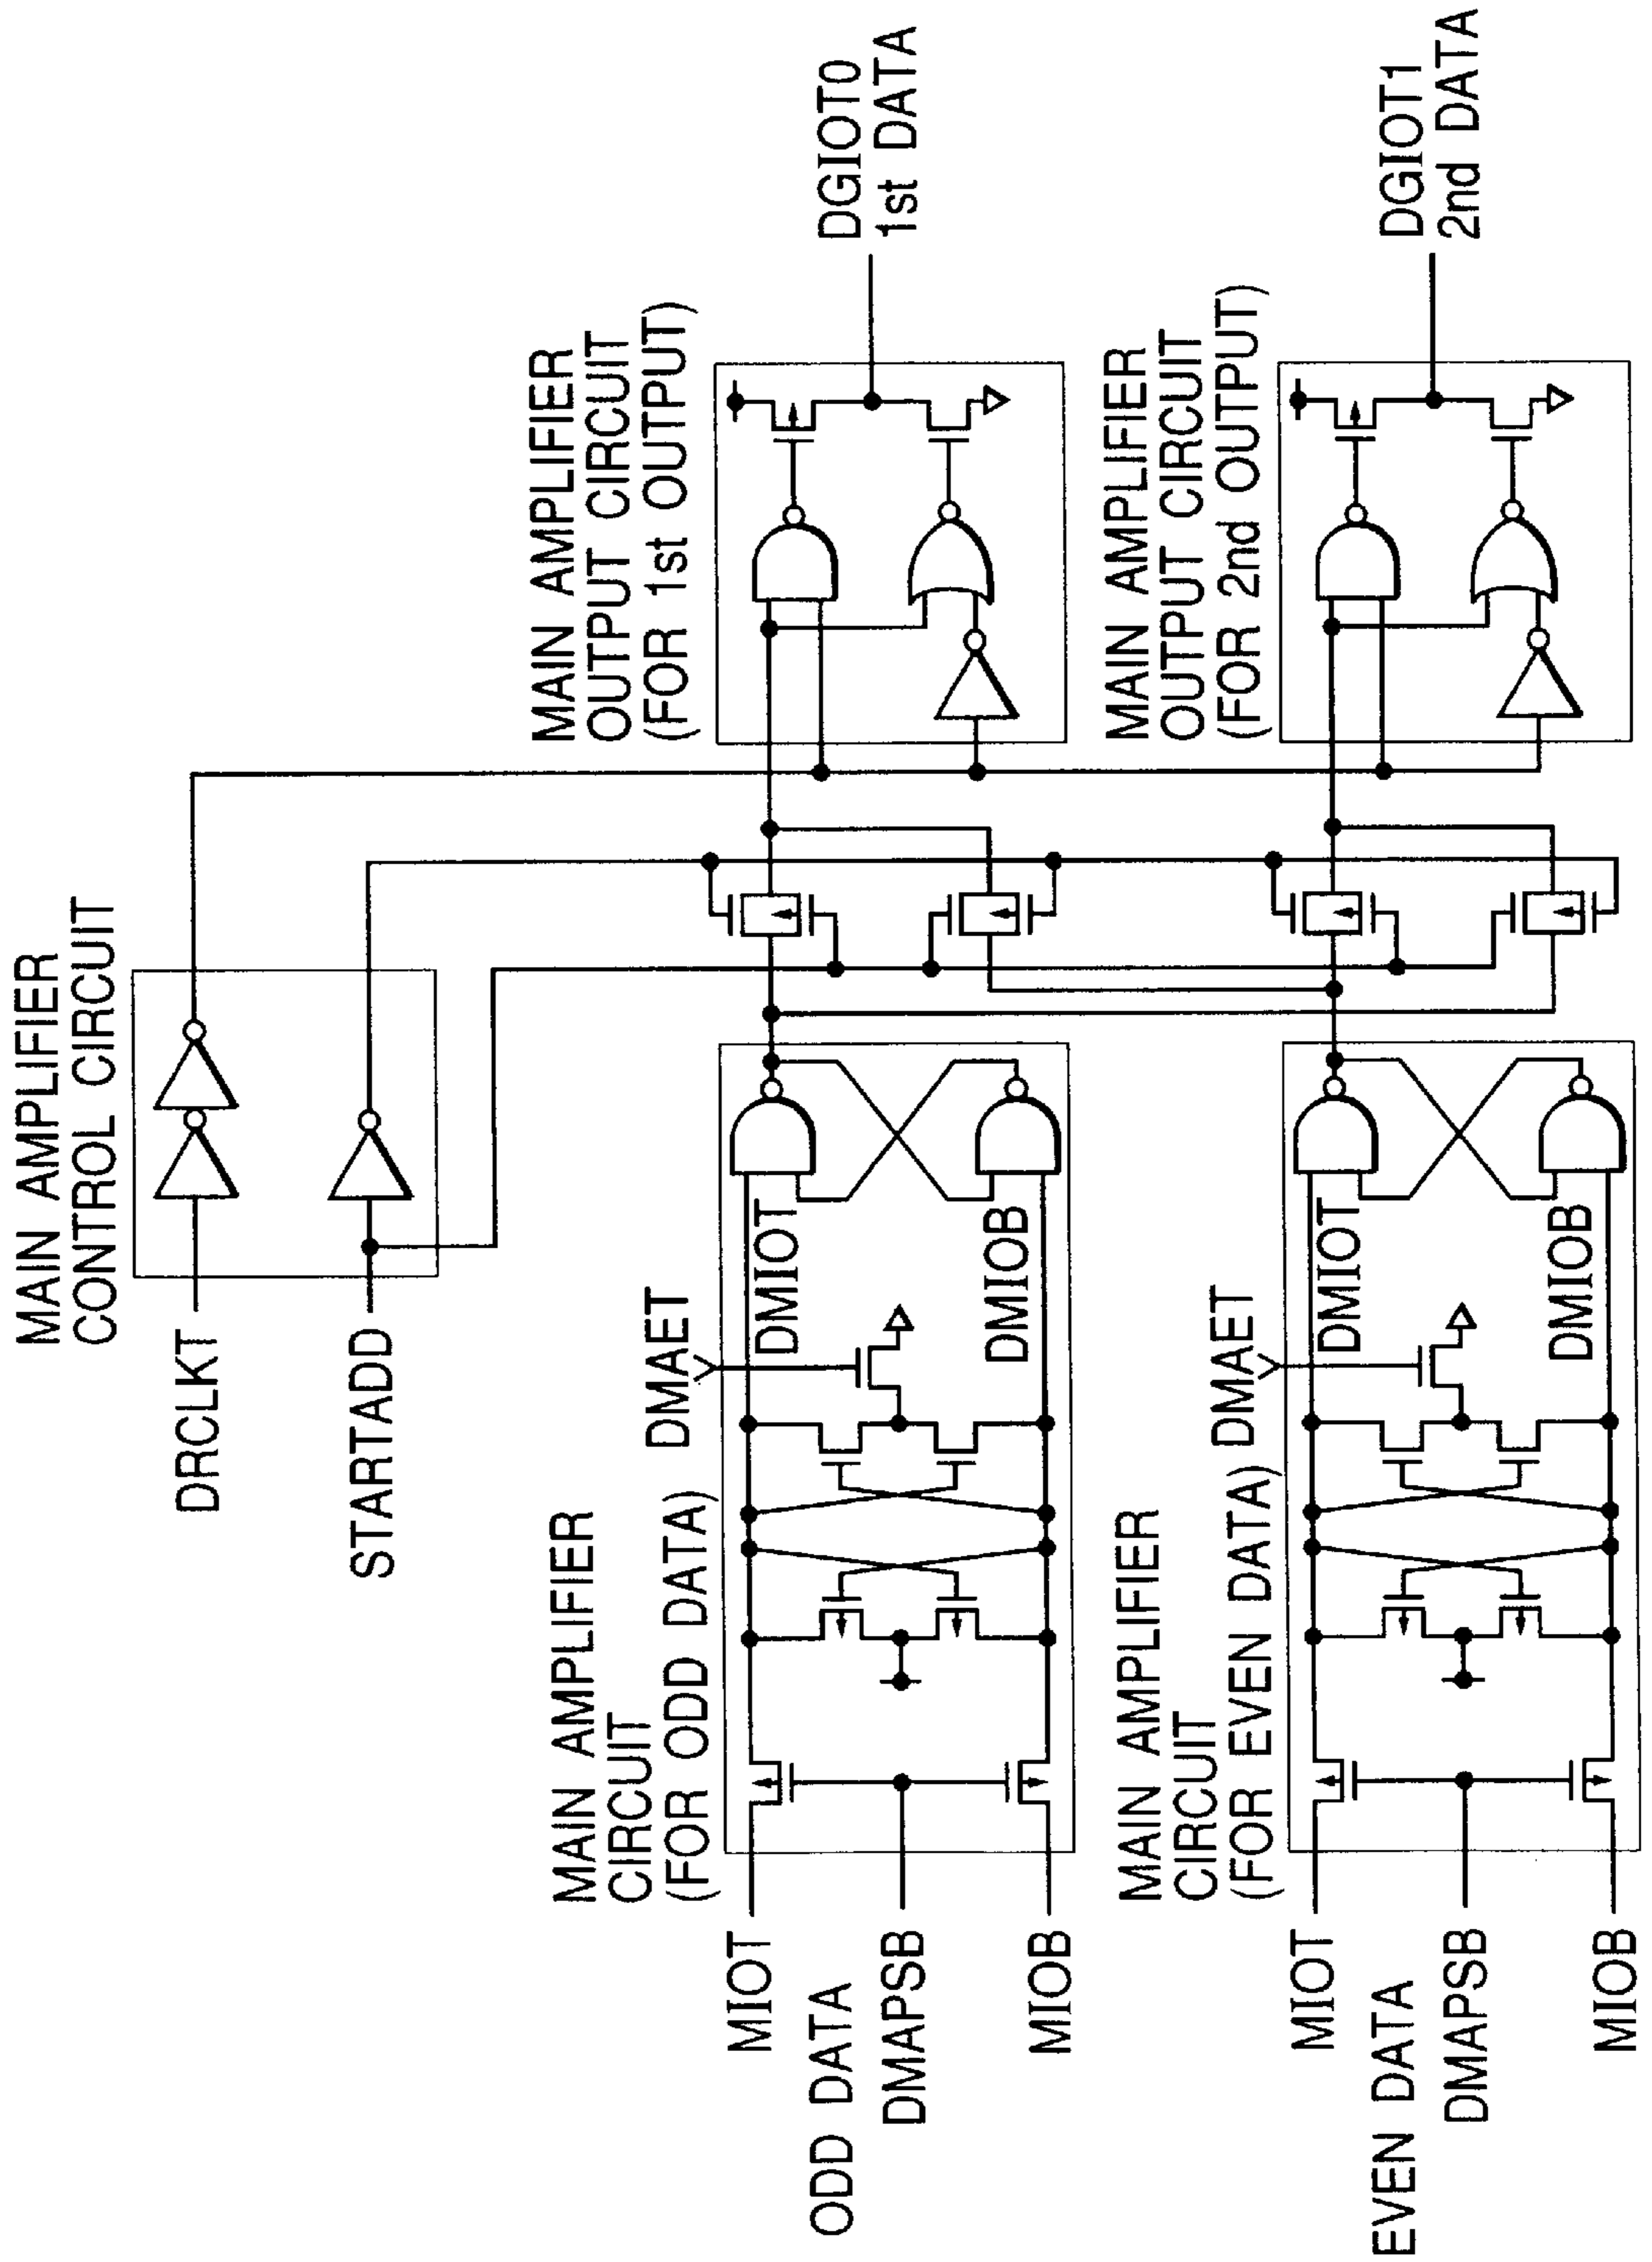 MAIN AMPLIFIER
CONTROL CIRCUIT
DRCLKT
STARTADD
MAIN AMPLIFIER
CIRCUIT
(FOR ODD DATA)
DMAET
MIOT
ODD DATA
DMAPSB
MIOB
DMIOT
DMIOB
MAIN AMPLIFIER
OUTPUT CIRCUIT
(FOR 1st OUTPUT)
DGIOT0
1st DATA
MAIN AMPLIFIER
CIRCUIT
(FOR EVEN DATA)
DMAET
MIOT
EVEN DATA
DMAPSB
MIOB
DMIOT
DMIOB
MAIN AMPLIFIER
OUTPUT CIRCUIT
(FOR 2nd OUTPUT)
DGIOT1
2nd DATA